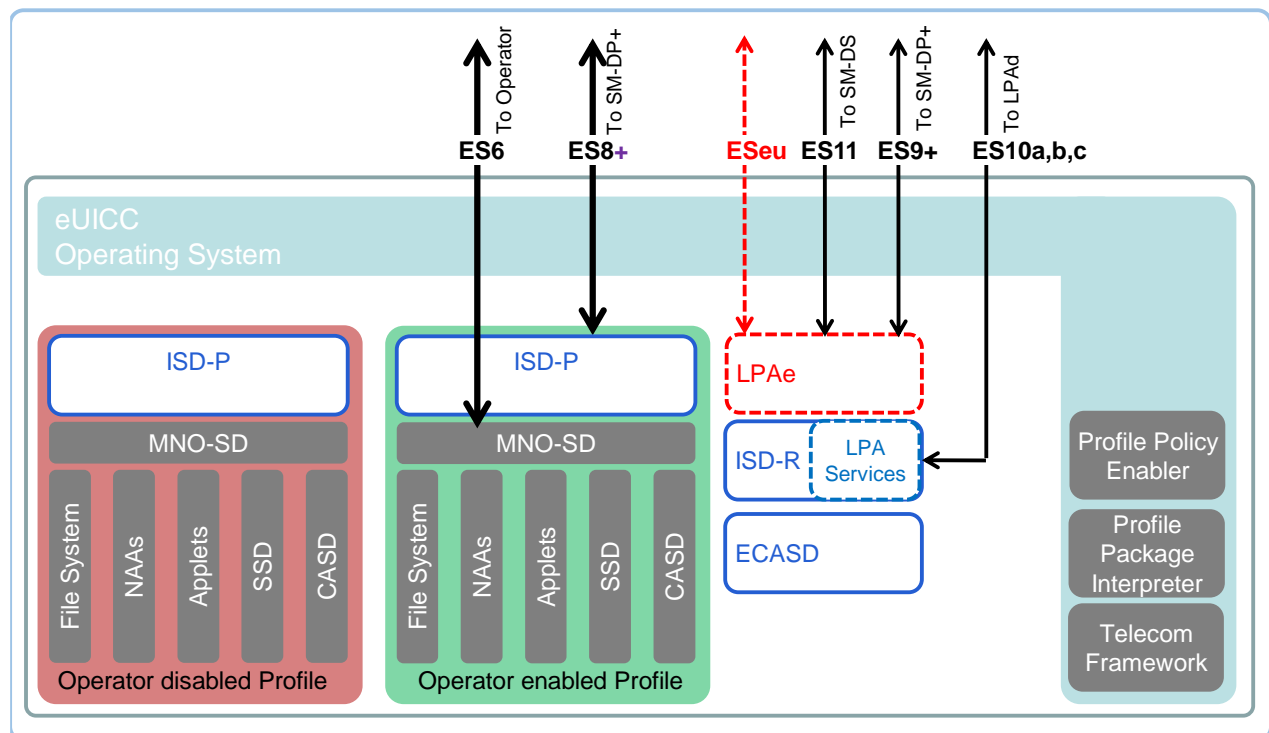 To Operator
To SM-DP+
To SM-DS
To SM-DP+
To LPAd
ES6
ES8+
ESeu
ES11
ES9+
ES10a,b,c
eUICC
Operating System
ISD-P
MNO-SD
File System
NAAs
Applets
SSD
CASD
Operator disabled Profile
ISD-P
MNO-SD
File System
NAAs
Applets
SSD
CASD
Operator enabled Profile
LPAe
ISD-R
LPA
Services
ECASD
Profile Policy
Enabler
Profile
Package
Interpreter
Telecom
Framework